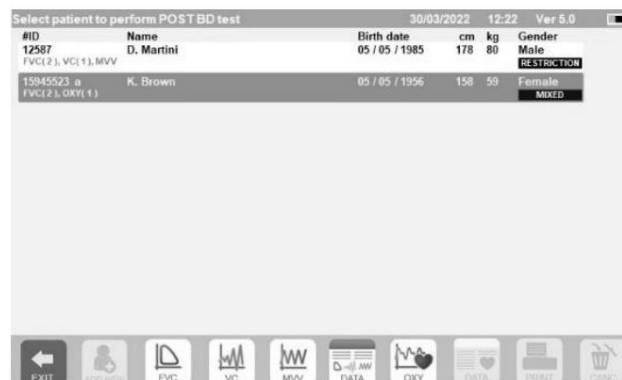 Select patient to perform POST BD test 30/03/2022 12:22 Ver 5.0
#ID Name Birth date cm kg Gender
12587 D. Martini 05 / 05 / 1985 178 80 Male
FVC( 2 ), VC( 1 ), MVV RESTRICTION
15945523 a K. Brown 05 / 05 / 1956 158 59 Female
FVC( 2 ), OXY( 1 ) MIXED
EXIT ADD NEW FVC VC MVV DATA OXY DATA PRINT CANC